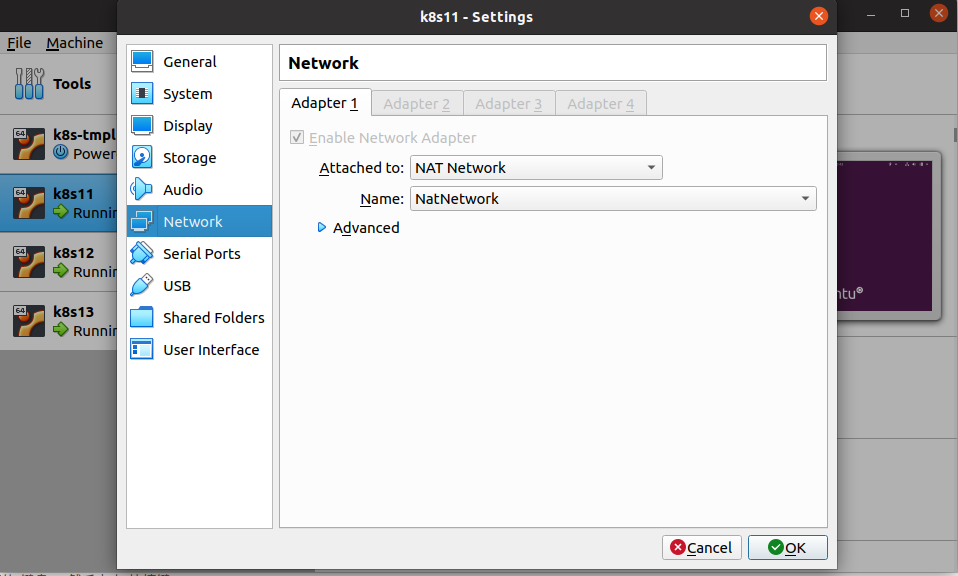 k8s11 - Settings
File Machine
Tools
64
k8s-tmpl
Power
64
k8s11
Runnin
64
k8s12
Runnin
64
k8s13
Runnin
General
System
Display
Storage
Audio
Network
Serial Ports
USB
Shared Folders
User Interface
Network
Adapter 1 Adapter 2 Adapter 3 Adapter 4
Enable Network Adapter
Attached to: NAT Network
Name: NatNetwork
Advanced
ntu®
Cancel OK